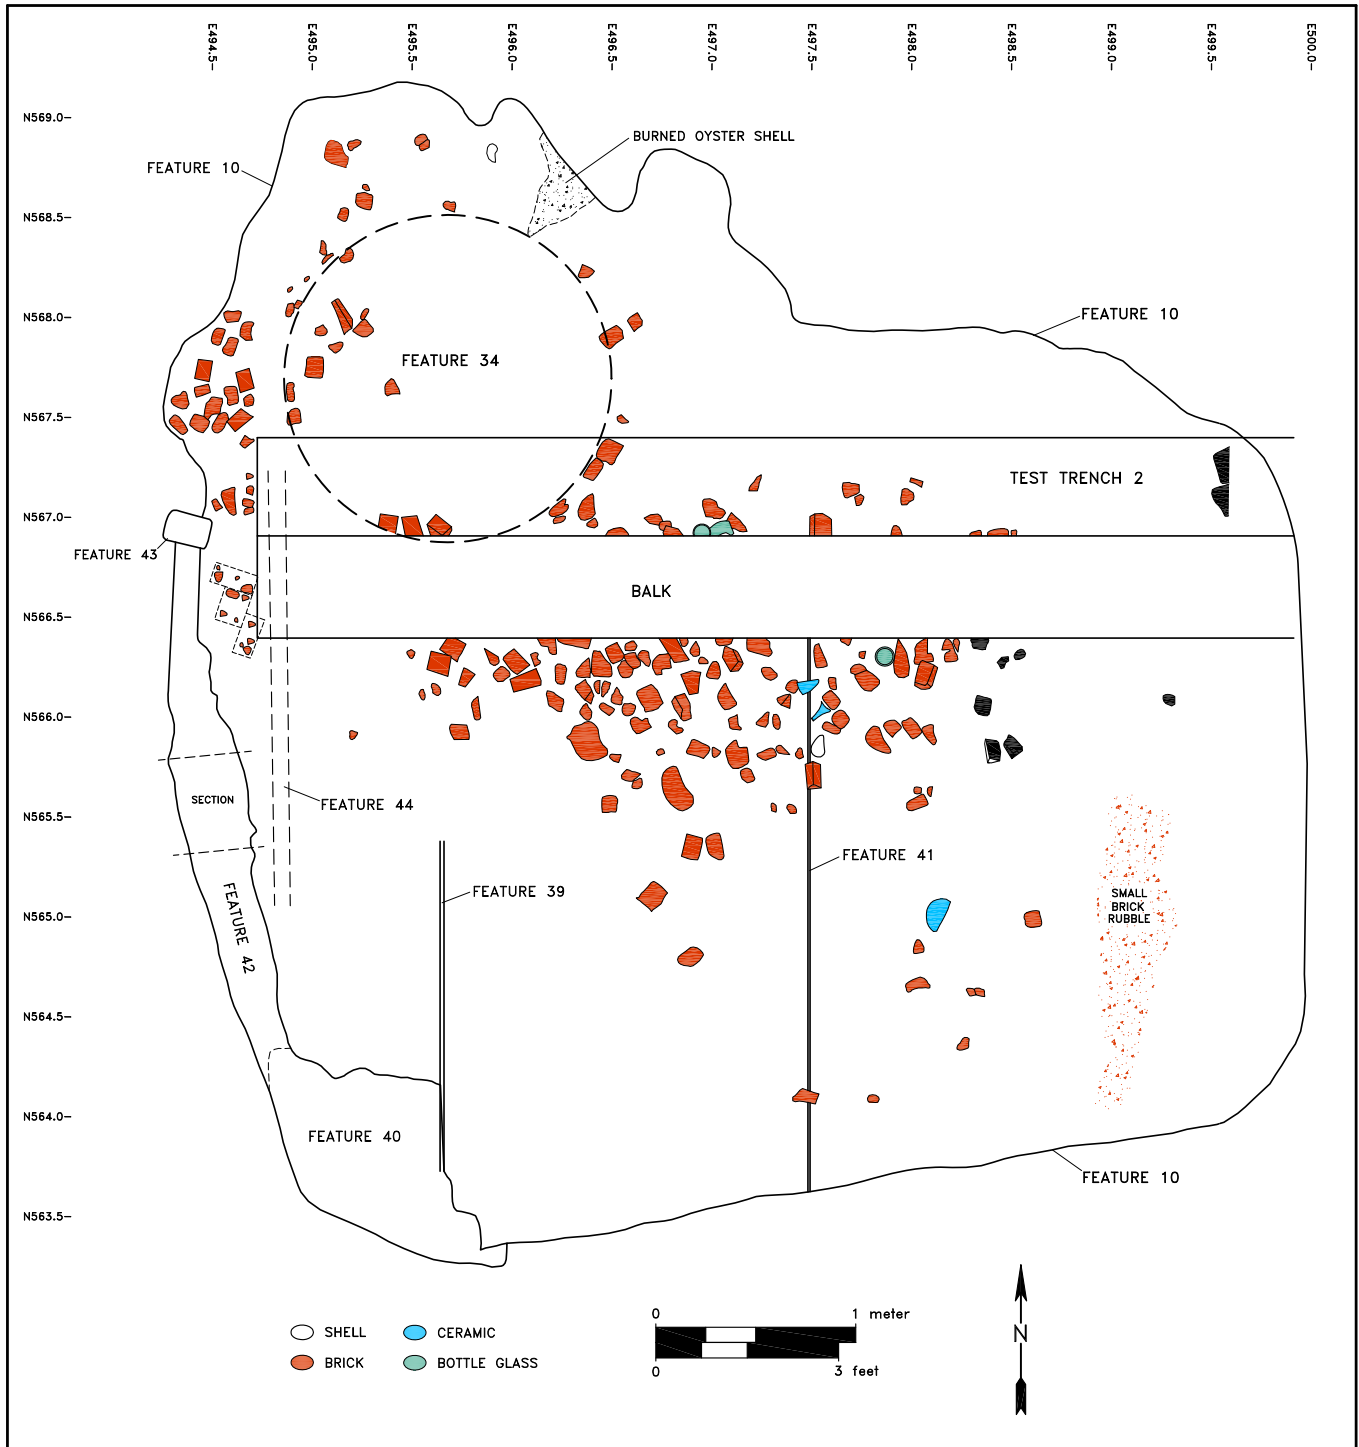 E494.5-
E495.0-
E495.5-
E496.0-
E496.5-
E497.0-
E497.5-
E498.0-
E498.5-
E499.0-
E499.5-
E500.0-
N569.0-
BURNED OYSTER SHELL
FEATURE 10
N568.5-
N568.0-
FEATURE 10
FEATURE 34
N567.5-
TEST TRENCH 2
N567.0-
FEATURE 43
BALK
N566.5-
N566.0-
SECTION
FEATURE 44
N565.5-
FEATURE 41
FEATURE 39
SMALL
BRICK
RUBBLE
N565.0-
FEATURE 42
N564.5-
N564.0-
FEATURE 40
FEATURE 10
N563.5-
0 1 meter
SHELL
CERAMIC
N
BRICK
BOTTLE GLASS
0 3 feet